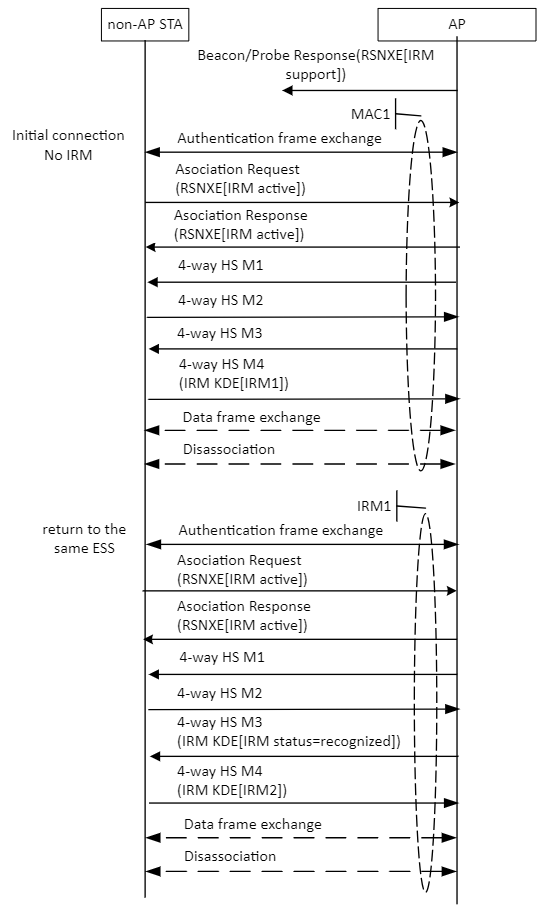 non-AP STA
AP
Beacon/Probe Response(RSNXE[IRM
support])
MAC1
Initial connection
No IRM
Authentication frame exchange
Asociation Request
(RSNXE[IRM active])
Asociation Response
(RSNXE[IRM active])
4-way HS M1
4-way HS M2
4-way HS M3
4-way HS M4
(IRM KDE[IRM1])
Data frame exchange
Disassociation
IRM1
return to the
same ESS
Authentication frame exchange
Asociation Request
(RSNXE[IRM active])
Asociation Response
(RSNXE[IRM active])
4-way HS M1
4-way HS M2
4-way HS M3
(IRM KDE[IRM status=recognized])
4-way HS M4
(IRM KDE[IRM2])
Data frame exchange
Disassociation